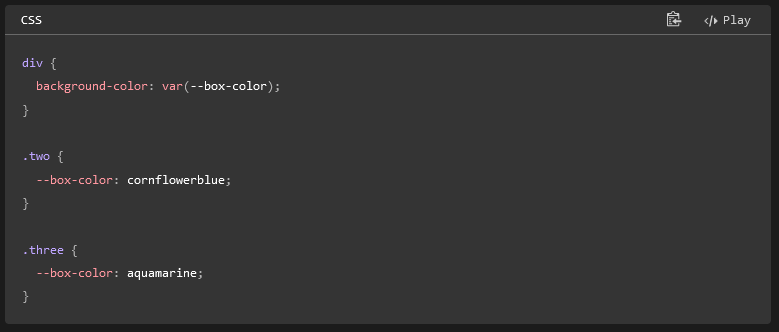 CSS
Play
div {
  background-color: var(--box-color);
}

.two {
  --box-color: cornflowerblue;
}

.three {
  --box-color: aquamarine;
}